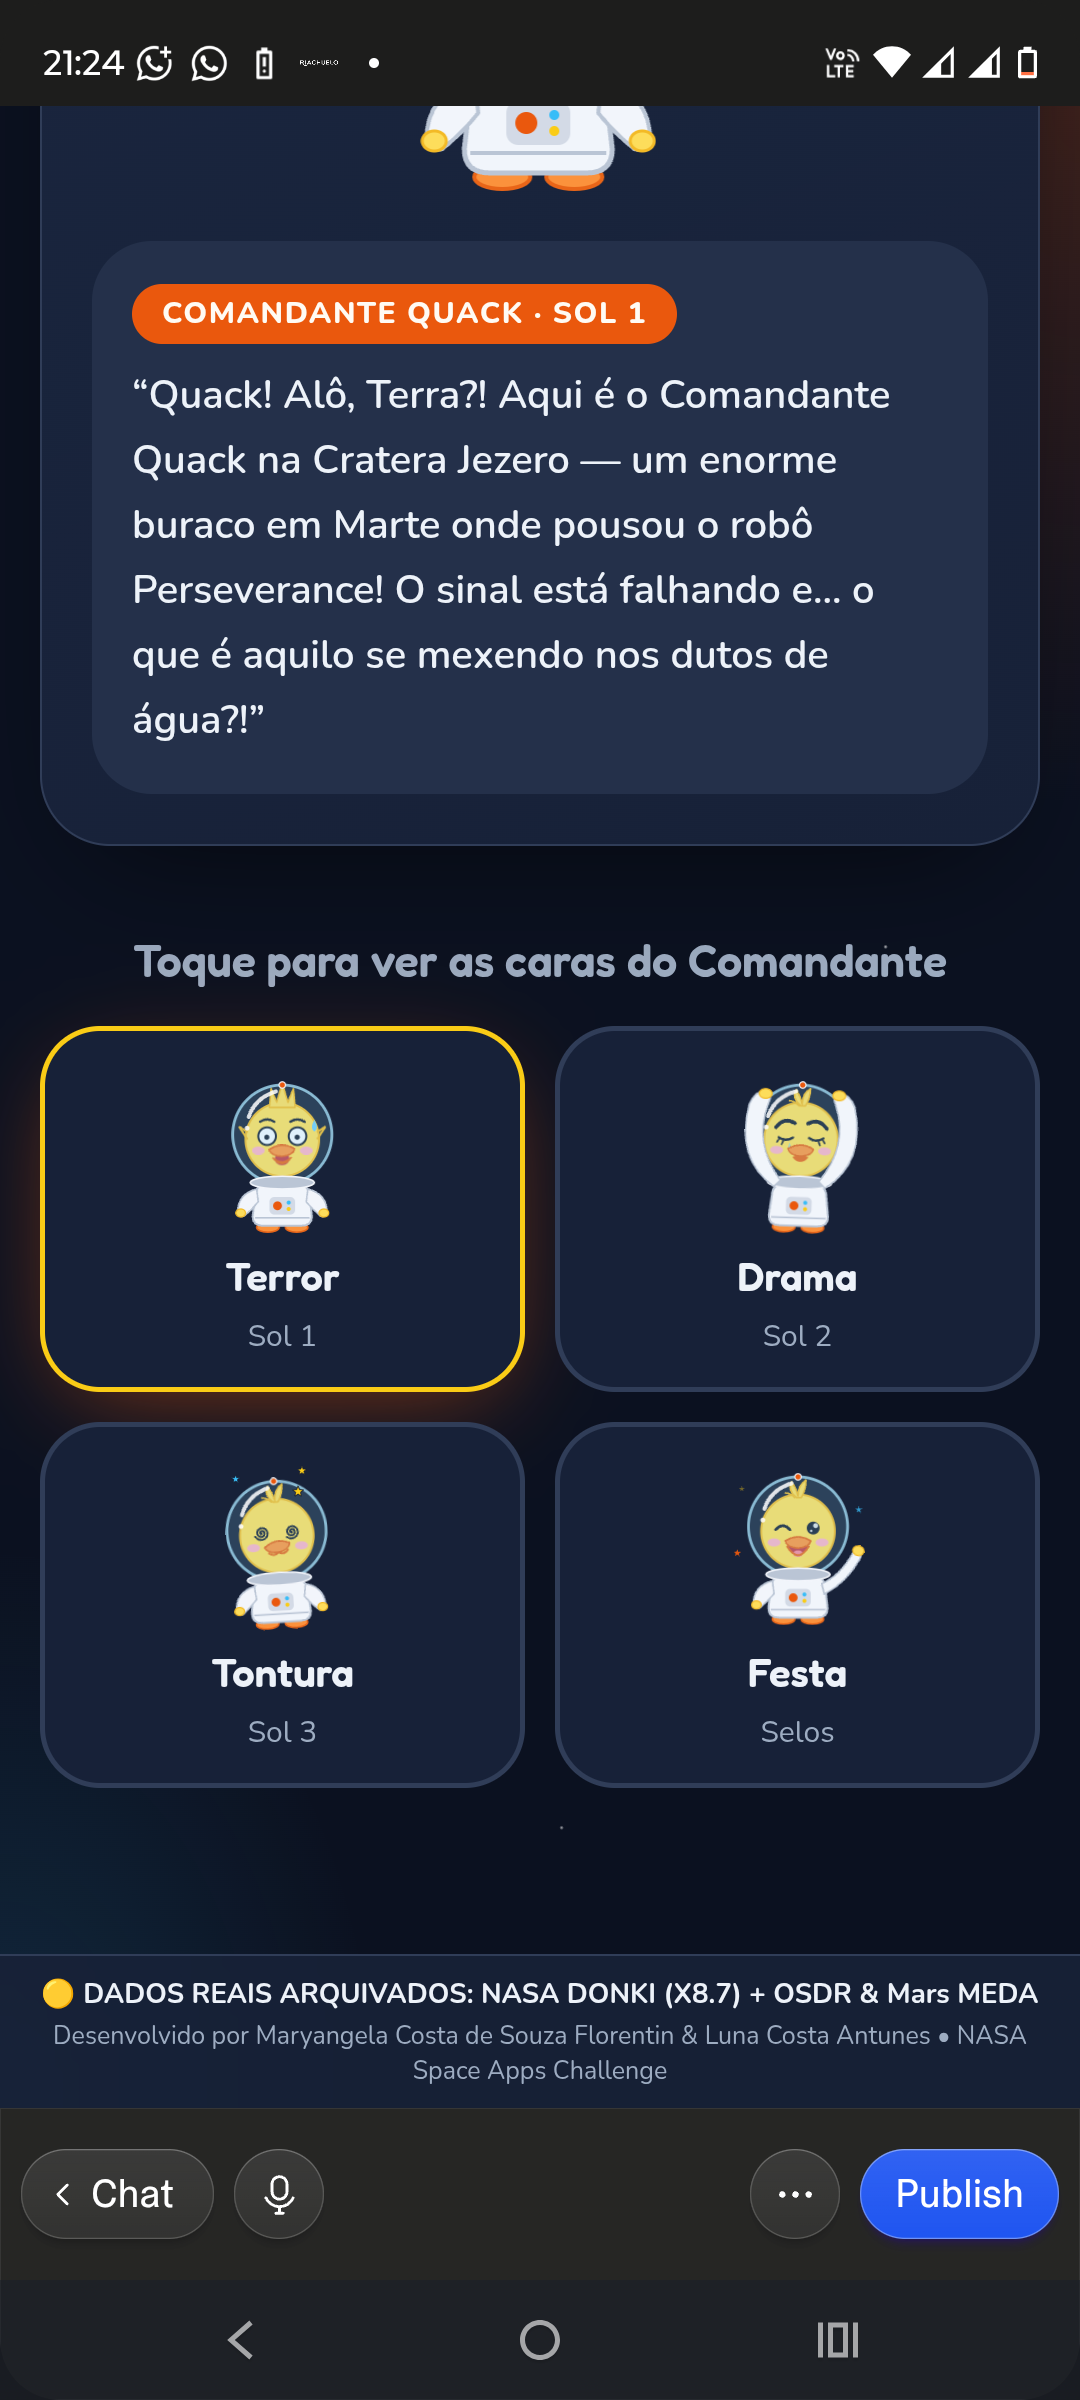 21:24
RIACHUELO
Vo LTE
COMANDANTE QUACK · SOL 1
“Quack! Alô, Terra?! Aqui é o Comandante
Quack na Cratera Jezero — um enorme
buraco em Marte onde pousou o robô
Perseverance! O sinal está falhando e... o
que é aquilo se mexendo nos dutos de
água?!”
Toque para ver as caras do Comandante
Terror
Sol 1
Drama
Sol 2
Tontura
Sol 3
Festa
Selos
DADOS REAIS ARQUIVADOS: NASA DONKI (X8.7) + OSDR & Mars MEDA
Desenvolvido por Maryangela Costa de Souza Florentin & Luna Costa Antunes • NASA
Space Apps Challenge
Chat
Publish